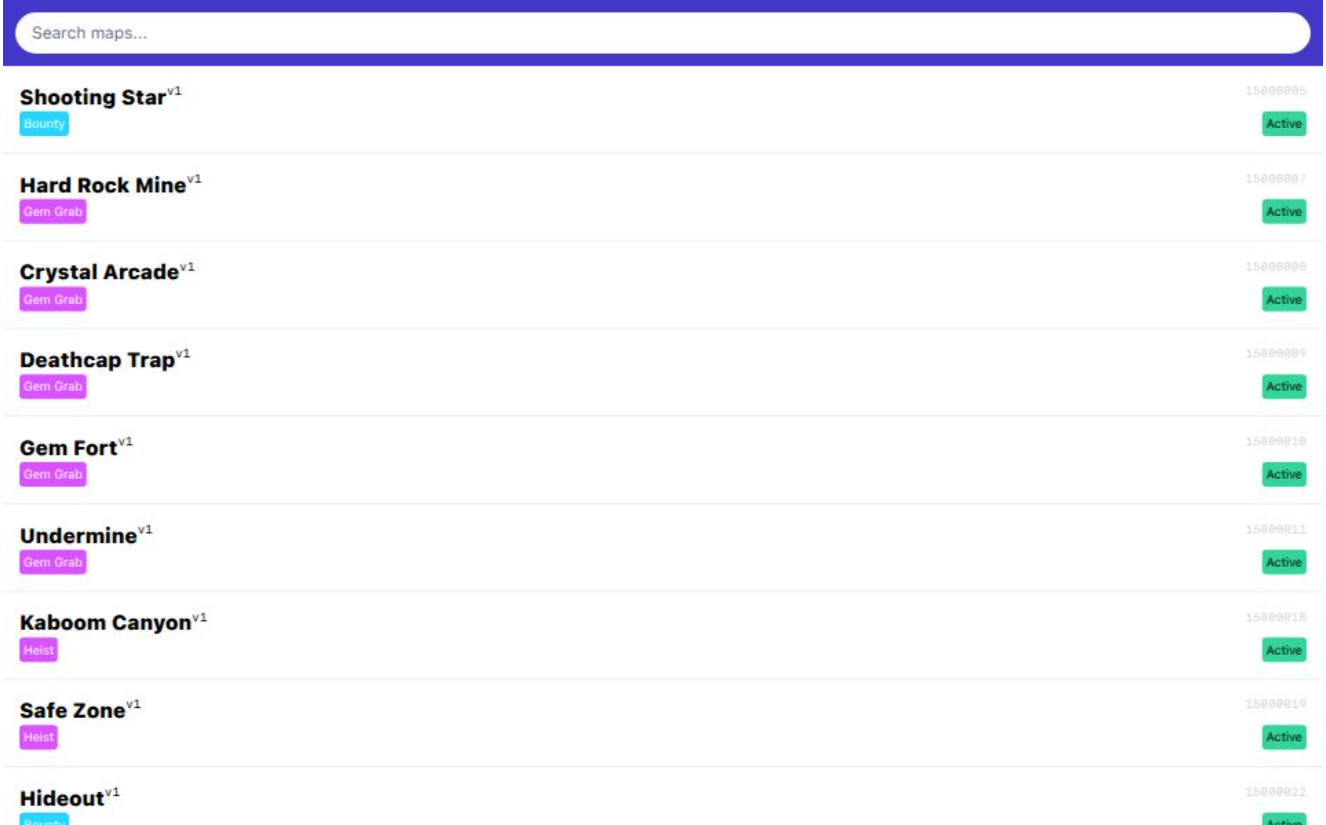 Search maps...
Shooting Star v1 15000005
Bounty Active
Hard Rock Mine v1 15000007
Gem Grab Active
Crystal Arcade v1 15000008
Gem Grab Active
Deathcap Trap v1 15000009
Gem Grab Active
Gem Fort v1 15000010
Gem Grab Active
Undermine v1 15000011
Gem Grab Active
Kaboom Canyon v1 15000018
Heist Active
Safe Zone v1 15000019
Heist Active
Hideout v1 15000022
Bounty Active